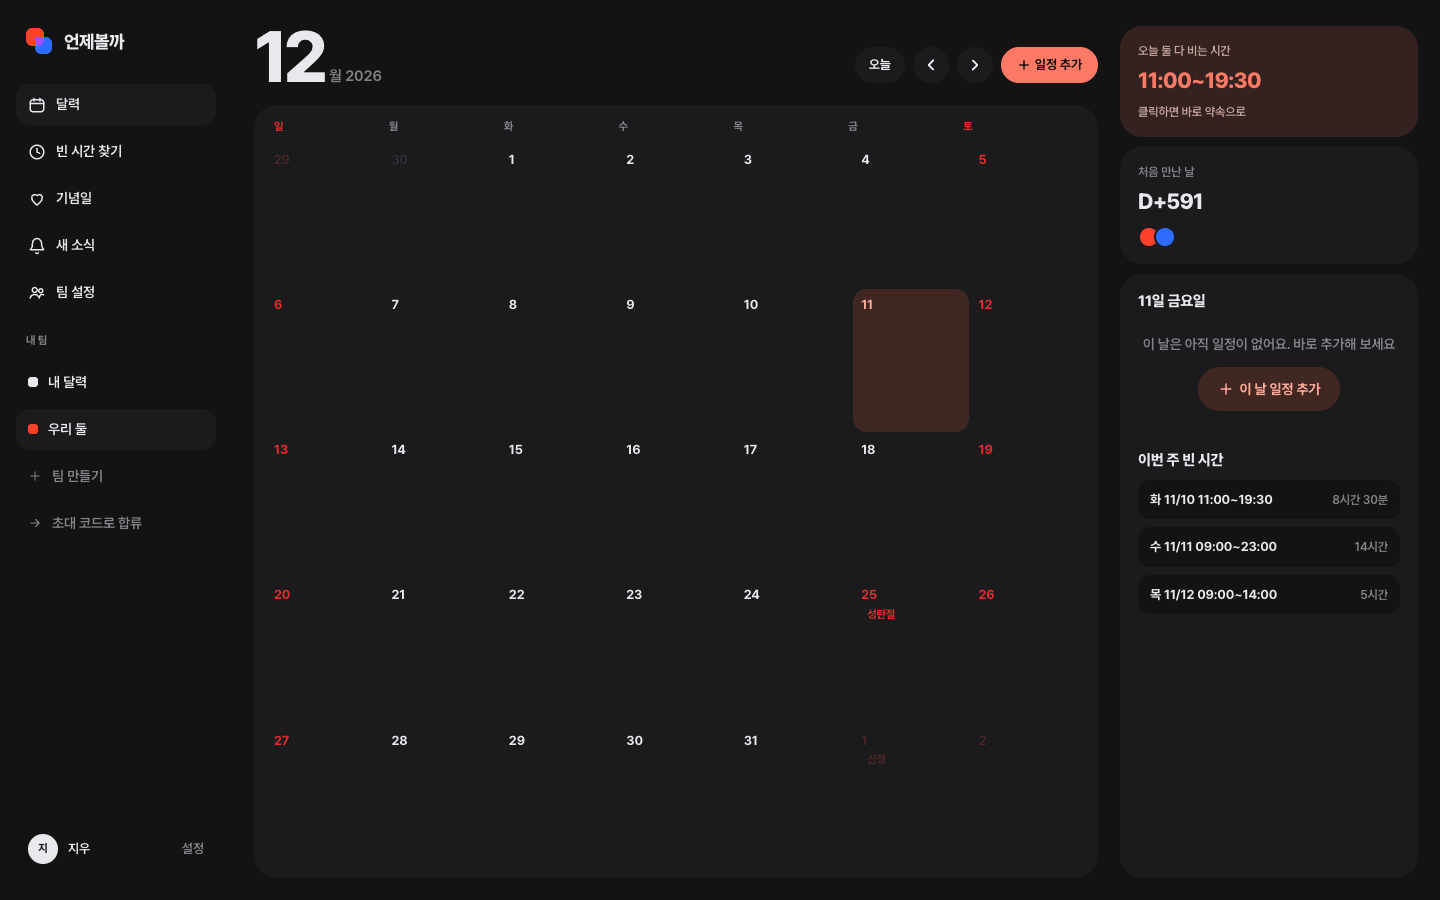 언제볼까
달력
빈 시간 찾기
기념일
새 소식
팀 설정
내 팀
내 달력
우리 둘
팀 만들기
초대 코드로 합류
지 지우 설정
12월 2026
오늘
일정 추가
일 월 화 수 목 금 토
29 30 1 2 3 4 5
6 7 8 9 10 11 12
13 14 15 16 17 18 19
20 21 22 23 24 25 26
성탄절
27 28 29 30 31 1 2
신정
오늘 둘 다 비는 시간
11:00~19:30
클릭하면 바로 약속으로
처음 만난 날
D+591
11일 금요일
이 날은 아직 일정이 없어요. 바로 추가해 보세요
이 날 일정 추가
이번 주 빈 시간
화 11/10 11:00~19:30 8시간 30분
수 11/11 09:00~23:00 14시간
목 11/12 09:00~14:00 5시간